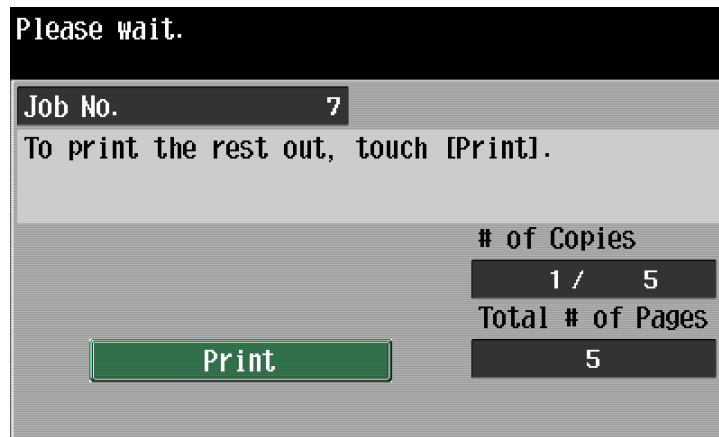 Please wait.
Job No. 7
To print the rest out, touch [Print].
# of Copies
1 / 5
Total # of Pages
Print
5